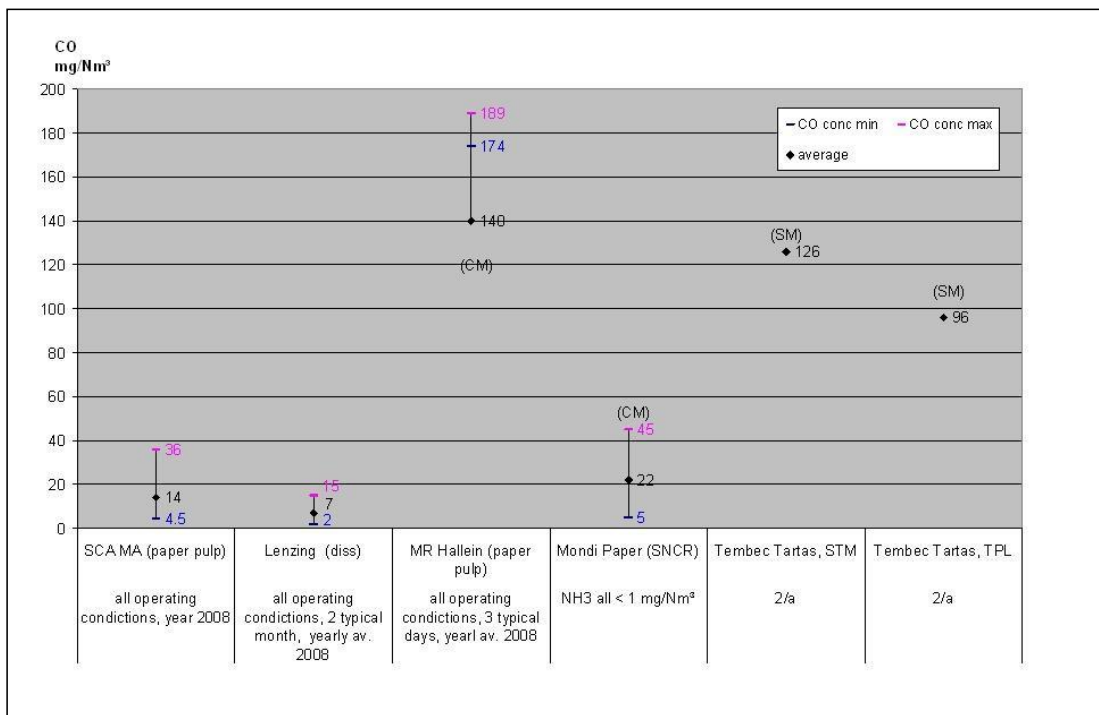 CO
mg/Nm³
200
180
160
140
120
100
80
60
40
20
0
CO conc min CO conc max
average
189
174
140
(CM)
(SM)
126
(SM)
96
(CM)
45
22
5
36
14
4.5
15
7
2
SCA MA (paper pulp)
all operating
condictions, year 2008
Lenzing (diss)
all operating
condictions, 2 typical
month, yearly av.
2008
MR Hallein (paper
pulp)
all operating
condictions, 3 typical
days, yearl av. 2008
Mondi Paper (SNCR)
NH3 all < 1 mg/Nm³
Tembec Tartas, STM
2/a
Tembec Tartas, TPL
2/a